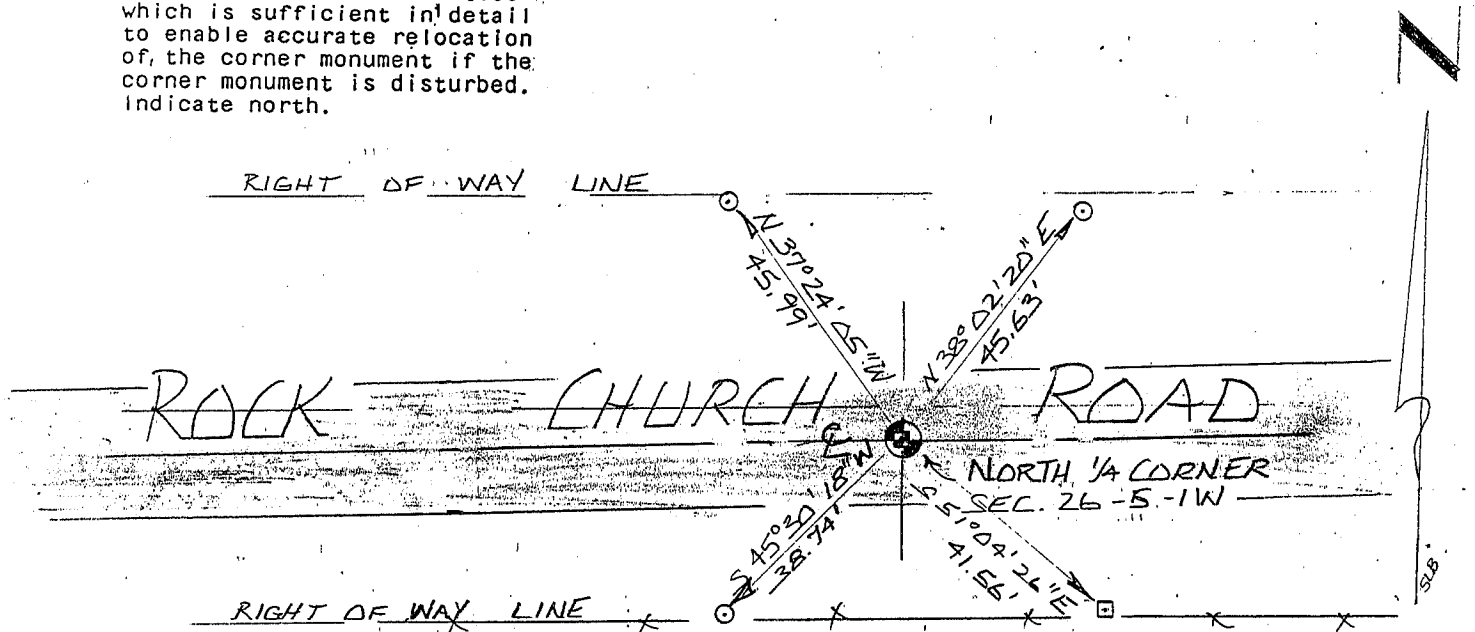 which is sufficient in detail
to enable accurate relocation
of, the corner monument if the
corner monument is disturbed.
Indicate north.
N
RIGHT OF WAY LINE
N 37° 24' 05" W
45.99'
N 38° 02' 20" E
45.63'
ROCK CHURCH ROAD
℄
NORTH 1/4 CORNER
SEC. 26-5-1W
S 45° 30' 18" W
38.74'
S 51° 04' 26" E
41.56'
RIGHT OF WAY LINE
SLB